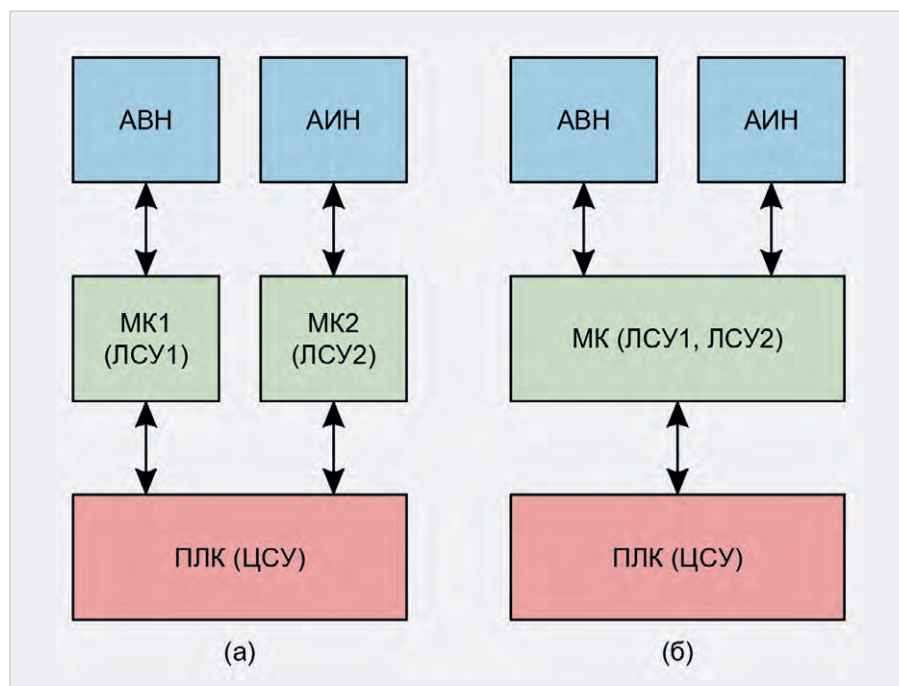 АВН
АИН
МК1
(ЛСУ1)
МК2
(ЛСУ2)
ПЛК (ЦСУ)
(а)
АВН
АИН
МК (ЛСУ1, ЛСУ2)
ПЛК (ЦСУ)
(б)